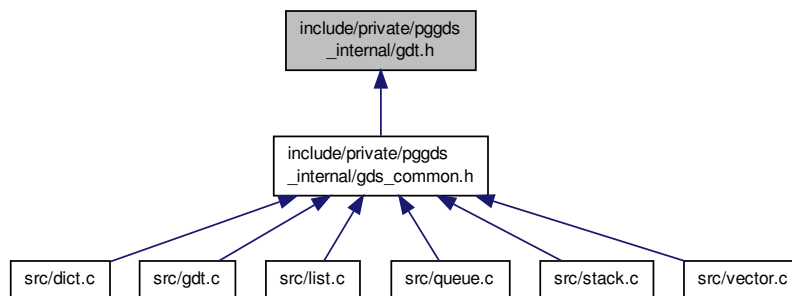 include/private/pggds
_internal/gdt.h
include/private/pggds
_internal/gds_common.h
src/dict.c
src/gdt.c
src/list.c
src/queue.c
src/stack.c
src/vector.c